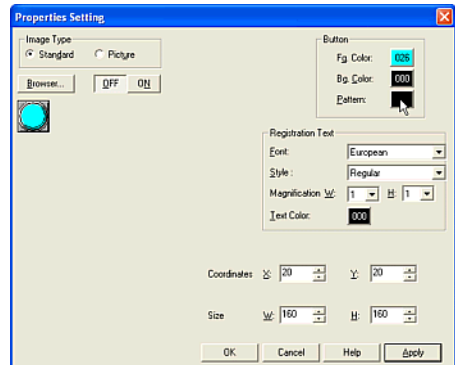 Properties Setting
Image Type
Standard Picture
Browser... OFF ON
Button
Fg. Color: 026
Bg. Color: 000
Pattern:
Registration Text
Font: European
Style : Regular
Magnification W: 1 H: 1
Text Color: 000
Coordinates X: 20 Y: 20
Size W: 160 H: 160
OK Cancel Help Apply